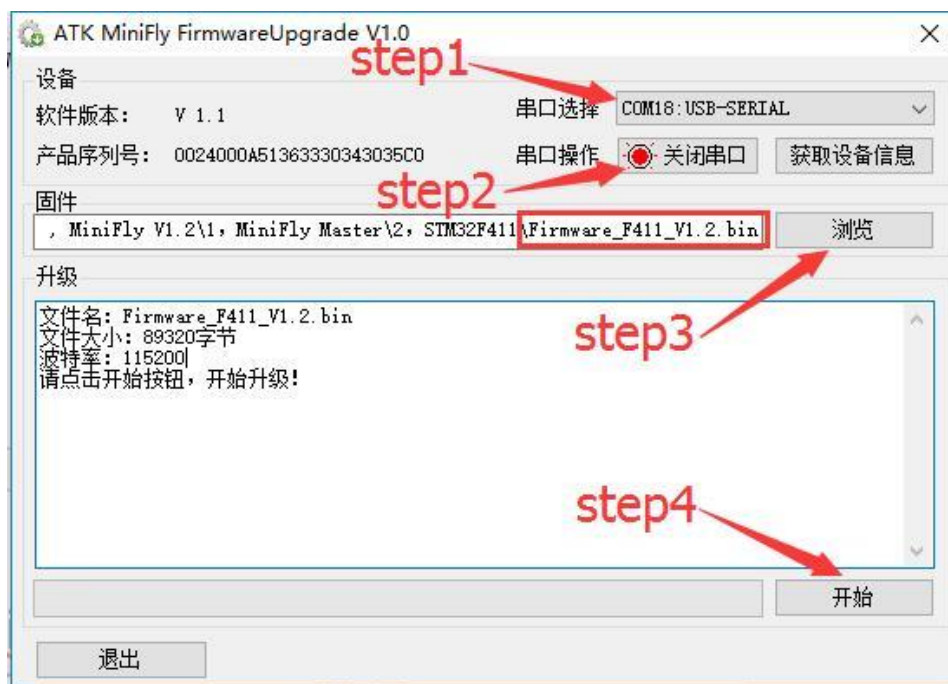 ATK MiniFly FirmwareUpgrade V1.0
step1
设备
软件版本： V 1.1
串口选择 COM18:USB-SERIAL
产品序列号： 0024000A51363330343035C0
串口操作 关闭串口 获取设备信息
step2
固件
, MiniFly V1.2\1，MiniFly Master\2，STM32F411\Firmware_F411_V1.2.bin 浏览
升级
文件名：Firmware_F411_V1.2.bin
文件大小：89320字节
波特率：115200
请点击开始按钮，开始升级!
step3
step4
开始
退出